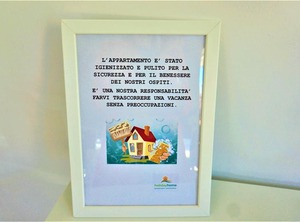 L'APPARTAMENTO E' STATO
IGIENIZZATO E PULITO PER LA
SICUREZZA E PER IL BENESSERE
DEI NOSTRI OSPITI.
E' UNA NOSTRA RESPONSABILITA'
FARVI TRASCORRERE UNA VACANZA
SENZA PREOCCUPAZIONI.